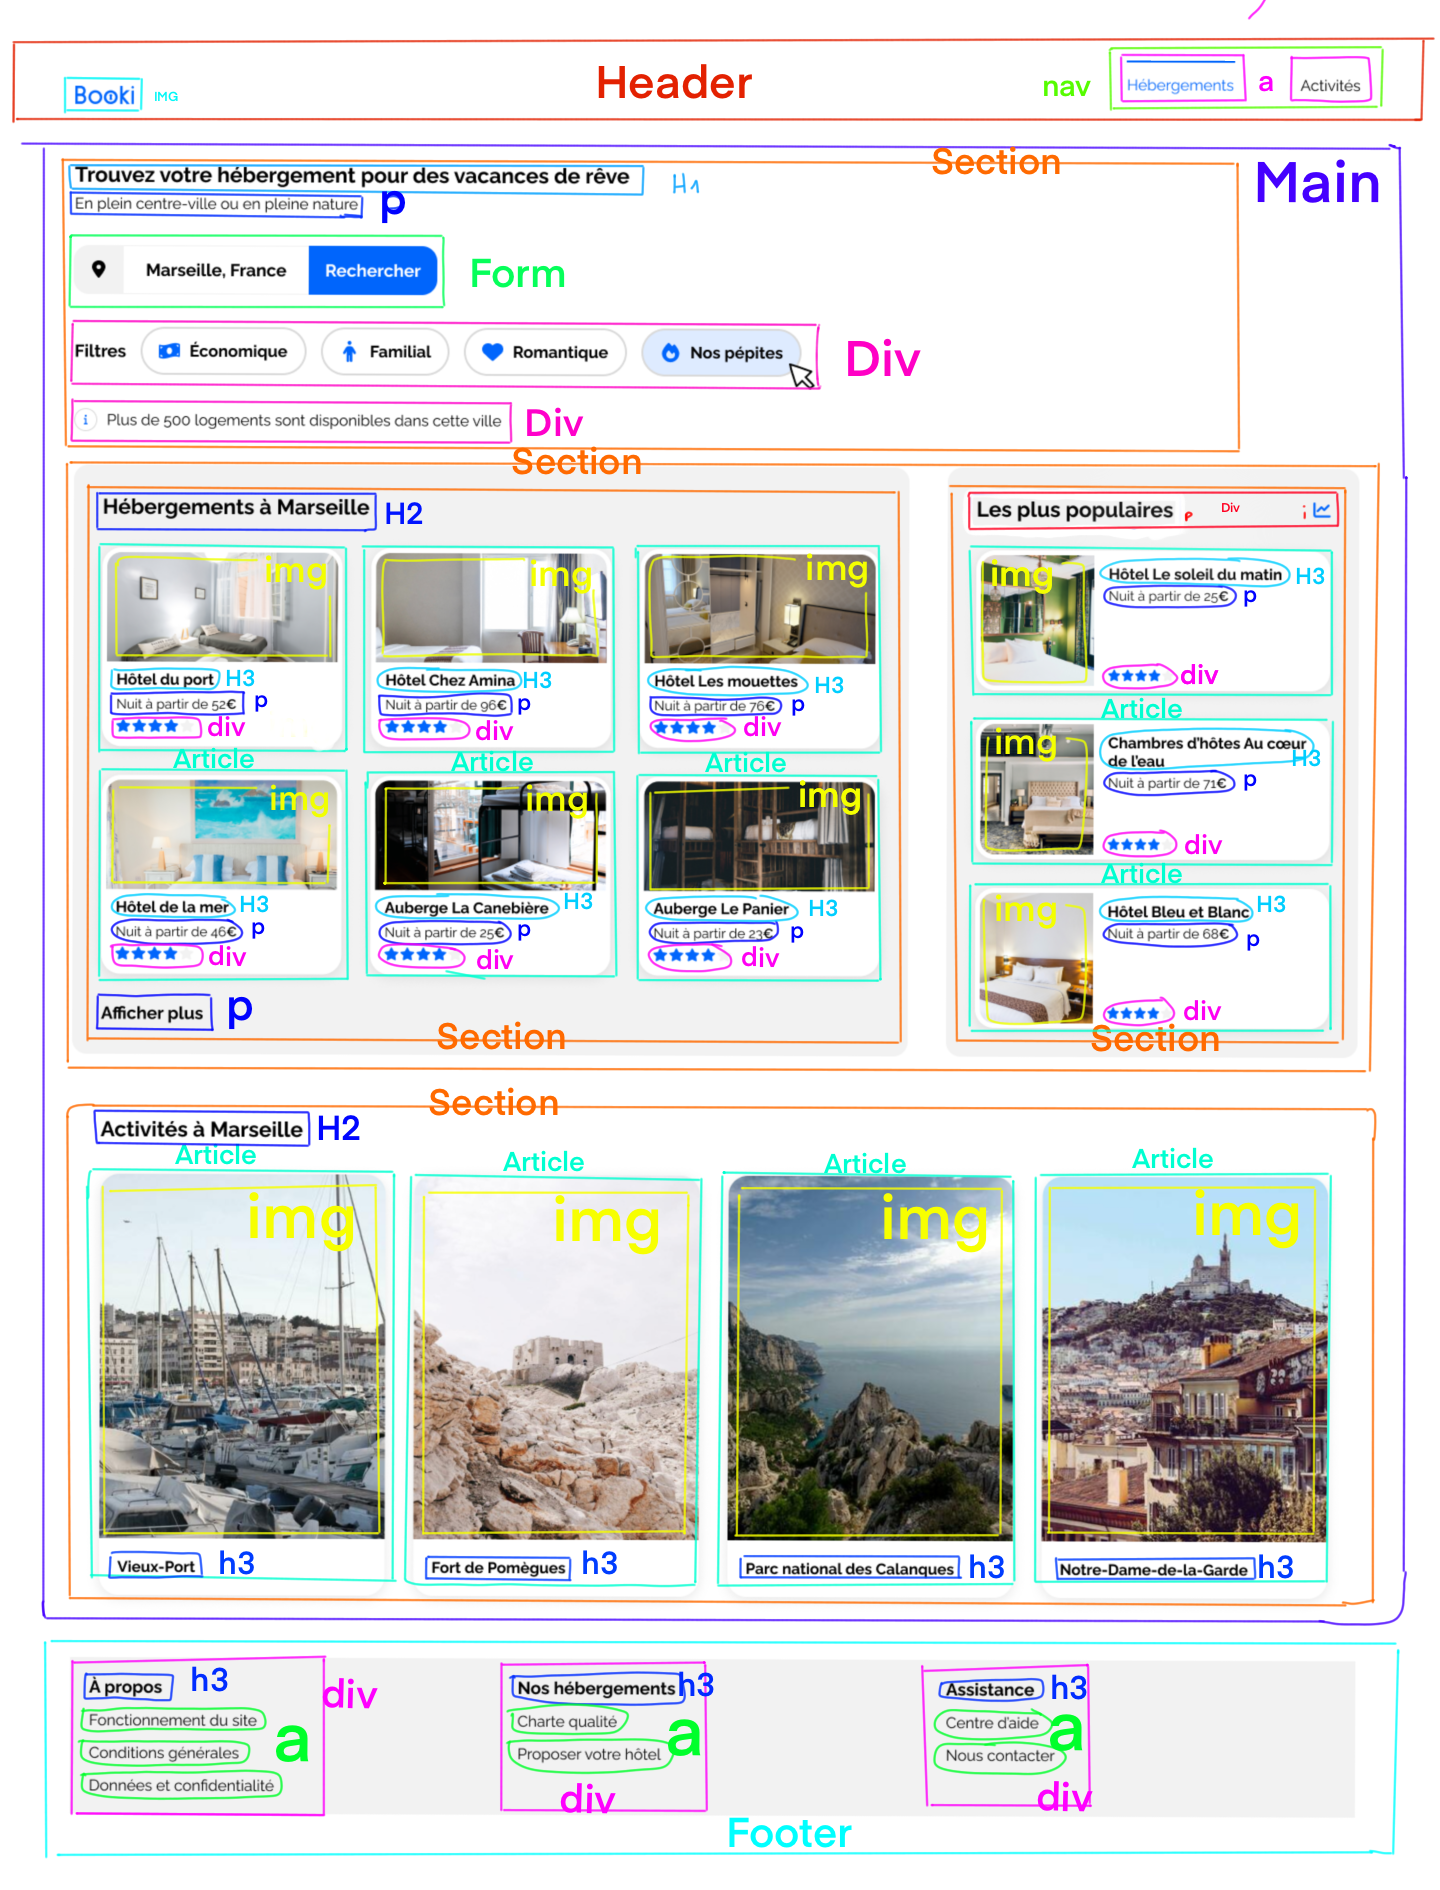 Header
Booki IMG
nav Hébergements a Activités
Section
Main
Trouvez votre hébergement pour des vacances de rêve H1
En plein centre-ville ou en pleine nature p
Marseille, France Rechercher Form
Filtres Économique Familial Romantique Nos pépites Div
i Plus de 500 logements sont disponibles dans cette ville Div
Section
Hébergements à Marseille H2
img img img
Hôtel du port H3 Hôtel Chez Amina H3 Hôtel Les mouettes H3
Nuit à partir de 52€ p Nuit à partir de 96€ p Nuit à partir de 76€ p
div div div
Article Article Article
img img img
Hôtel de la mer H3 Auberge La Canebière H3 Auberge Le Panier H3
Nuit à partir de 46€ p Nuit à partir de 25€ p Nuit à partir de 23€ p
div div div
Afficher plus p
Section
Les plus populaires p Div i
img Hôtel Le soleil du matin H3
Nuit à partir de 25€ p
div
Article
img Chambres d'hôtes Au cœur
de l'eau H3
Nuit à partir de 71€ p
div
Article
img Hôtel Bleu et Blanc H3
Nuit à partir de 68€ p
div
Section
Section
Activités à Marseille H2
Article Article Article Article
img img img img
Vieux-Port h3 Fort de Pomègues h3 Parc national des Calanques h3 Notre-Dame-de-la-Garde h3
À propos h3 div
Fonctionnement du site
Conditions générales a
Données et confidentialité
Nos hébergements h3
Charte qualité a
Proposer votre hôtel
div
Assistance h3
Centre d'aide a
Nous contacter
div
Footer